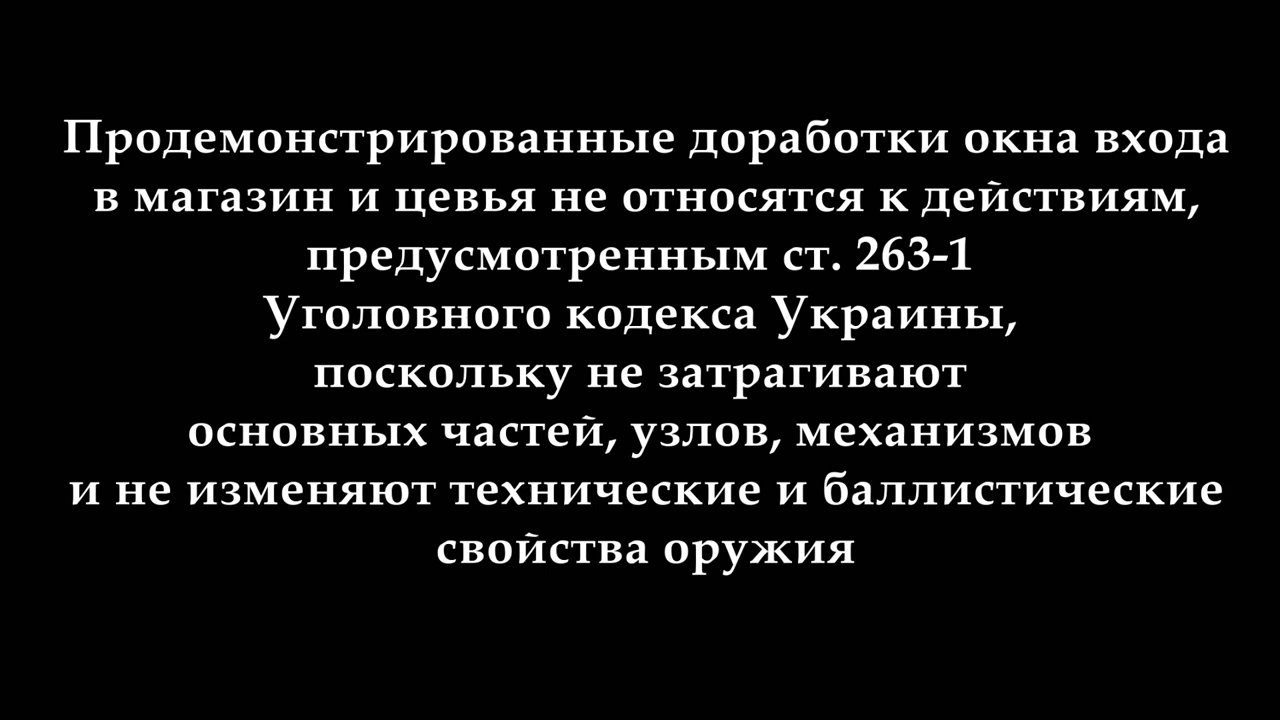 Продемонстрированные доработки окна входа
в магазин и цевья не относятся к действиям,
предусмотренным ст. 263-1
Уголовного кодекса Украины,
поскольку не затрагивают
основных частей, узлов, механизмов
и не изменяют технические и баллистические
свойства оружия